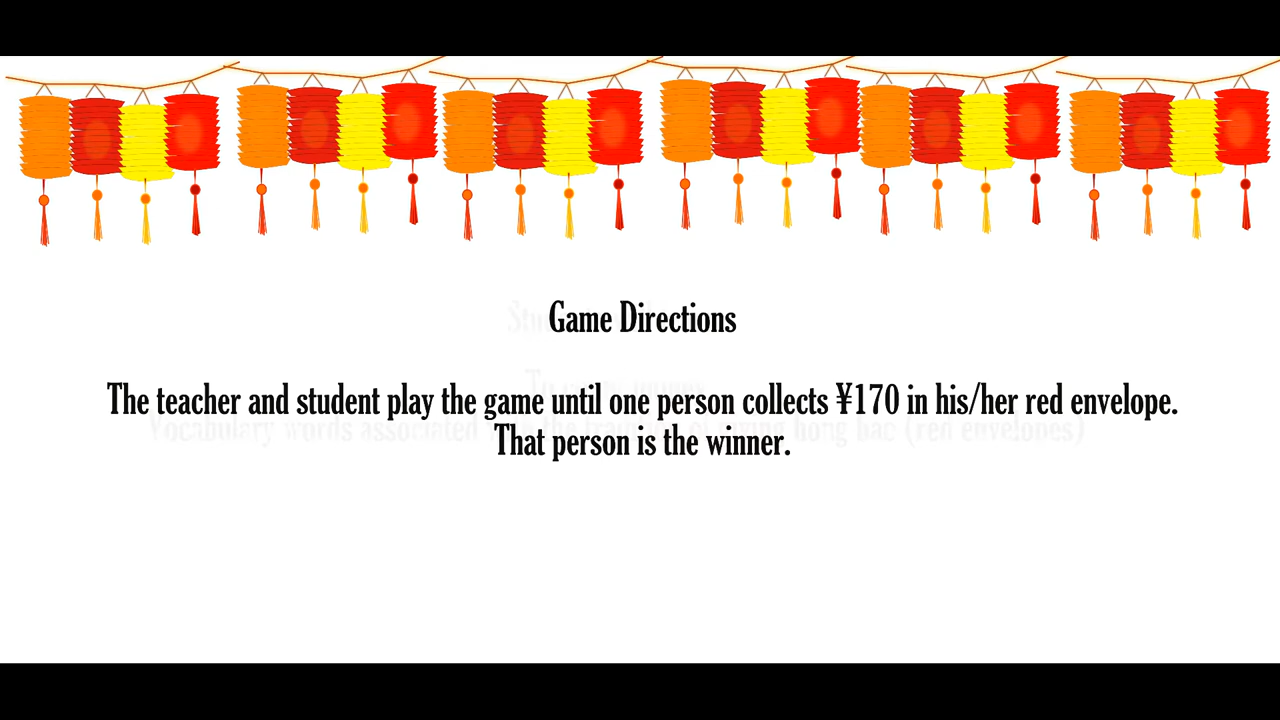 Game Directions
The teacher and student play the game until one person collects ¥170 in his/her red envelope.
That person is the winner.